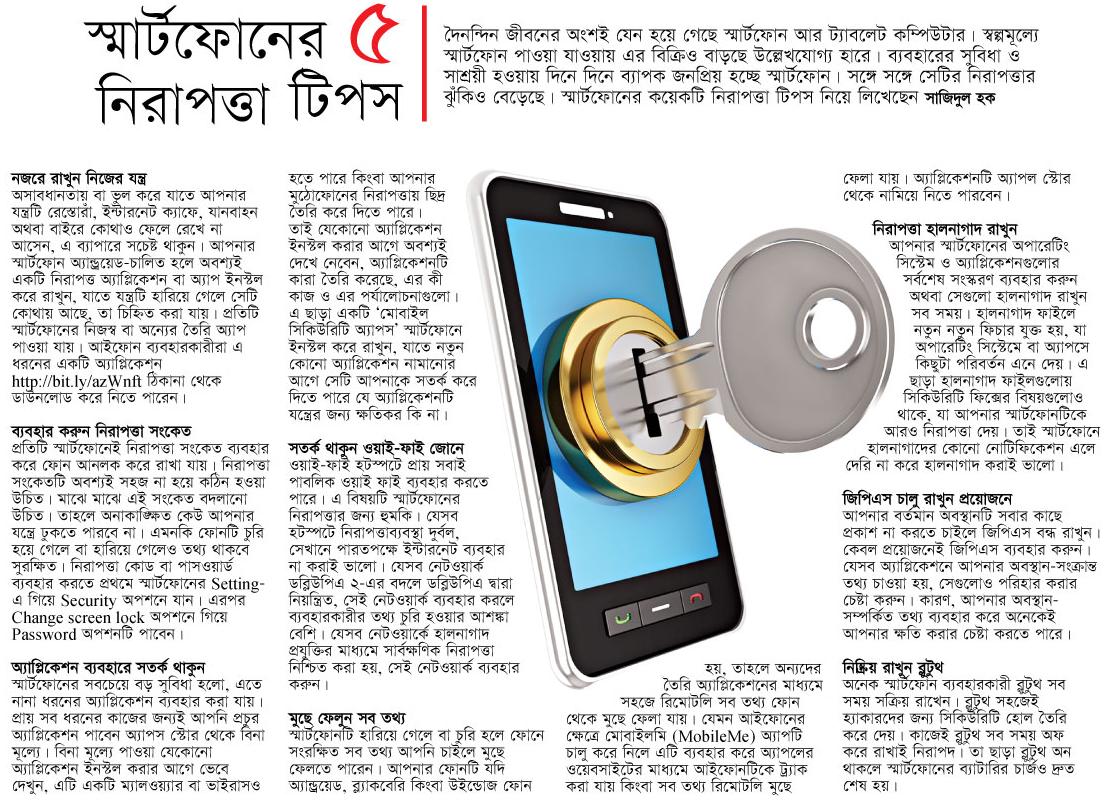 স্মার্টফোনের ৫
নিরাপত্তা টিপস
দৈনন্দিন জীবনের অংশই যেন হয়ে গেছে স্মার্টফোন আর ট্যাবলেট কম্পিউটার। স্বল্পমূল্যে
স্মার্টফোন পাওয়া যাওয়ায় এর বিক্রিও বাড়ছে উল্লেখযোগ্য হারে। ব্যবহারের সুবিধা ও
সাশ্রয়ী হওয়ায় দিনে দিনে ব্যাপক জনপ্রিয় হচ্ছে স্মার্টফোন। সঙ্গে সঙ্গে সেটির নিরাপত্তার
ঝুঁকিও বেড়েছে। স্মার্টফোনের কয়েকটি নিরাপত্তা টিপস নিয়ে লিখেছেন সাজিদুল হক
নজরে রাখুন নিজের যন্ত্র
অসাবধানতায় বা ভুল করে যাতে আপনার
যন্ত্রটি রেস্তোরাঁ, ইন্টারনেট ক্যাফে, যানবাহন
অথবা বাইরে কোথাও ফেলে রেখে না
আসেন, এ ব্যাপারে সচেষ্ট থাকুন। আপনার
স্মার্টফোন অ্যান্ড্রয়েড-চালিত হলে অবশ্যই
একটি নিরাপত্ত অ্যাপ্লিকেশন বা অ্যাপ ইনস্টল
করে রাখুন, যাতে যন্ত্রটি হারিয়ে গেলে সেটি
কোথায় আছে, তা চিহ্নিত করা যায়। প্রতিটি
স্মার্টফোনের নিজস্ব বা অন্যের তৈরি অ্যাপ
পাওয়া যায়। আইফোন ব্যবহারকারীরা এ
ধরনের একটি অ্যাপ্লিকেশন
http://bit.ly/azWnft ঠিকানা থেকে
ডাউনলোড করে নিতে পারেন।
ব্যবহার করুন নিরাপত্তা সংকেত
প্রতিটি স্মার্টফোনেই নিরাপত্তা সংকেত ব্যবহার
করে ফোন আনলক করে রাখা যায়। নিরাপত্তা
সংকেতটি অবশ্যই সহজ না হয়ে কঠিন হওয়া
উচিত। মাঝে মাঝে এই সংকেত বদলানো
উচিত। তাহলে অনাকাঙ্ক্ষিত কেউ আপনার
যন্ত্রে ঢুকতে পারবে না। এমনকি ফোনটি চুরি
হয়ে গেলে বা হারিয়ে গেলেও তথ্য থাকবে
সুরক্ষিত। নিরাপত্তা কোড বা পাসওয়ার্ড
ব্যবহার করতে প্রথমে স্মার্টফোনের Setting-
এ গিয়ে Security অপশনে যান। এরপর
Change screen lock অপশনে গিয়ে
Password অপশনটি পাবেন।
অ্যাপ্লিকেশন ব্যবহারে সতর্ক থাকুন
স্মার্টফোনের সবচেয়ে বড় সুবিধা হলো, এতে
নানা ধরনের অ্যাপ্লিকেশন ব্যবহার করা যায়।
প্রায় সব ধরনের কাজের জন্যই আপনি প্রচুর
অ্যাপ্লিকেশন পাবেন অ্যাপস স্টোর থেকে বিনা
মূল্যে। বিনা মূল্যে পাওয়া যেকোনো
অ্যাপ্লিকেশন ইনস্টল করার আগে ভেবে
দেখুন, এটি একটি ম্যালওয়্যার বা ভাইরাসও
হতে পারে কিংবা আপনার
মুঠোফোনের নিরাপত্তায় ছিদ্র
তৈরি করে দিতে পারে।
তাই যেকোনো অ্যাপ্লিকেশন
ইনস্টল করার আগে অবশ্যই
দেখে নেবেন, অ্যাপ্লিকেশনটি
কারা তৈরি করেছে, এর কী
কাজ ও এর পর্যালোচনাগুলো।
এ ছাড়া একটি ‘মোবাইল
সিকিউরিটি অ্যাপস’ স্মার্টফোনে
ইনস্টল করে রাখুন, যাতে নতুন
কোনো অ্যাপ্লিকেশন নামানোর
আগে সেটি আপনাকে সতর্ক করে
দিতে পারে যে অ্যাপ্লিকেশনটি
যন্ত্রের জন্য ক্ষতিকর কি না।
সতর্ক থাকুন ওয়াই-ফাই জোনে
ওয়াই-ফাই হটস্পটে প্রায় সবাই
পাবলিক ওয়াই ফাই ব্যবহার করতে
পারে। এ বিষয়টি স্মার্টফোনের
নিরাপত্তার জন্য হুমকি। যেসব
হটস্পটে নিরাপত্তাব্যবস্থা দুর্বল,
সেখানে পারতপক্ষে ইন্টারনেট ব্যবহার
না করাই ভালো। যেসব নেটওয়ার্ক
ডব্লিউপিএ ২-এর বদলে ডব্লিউপিএ দ্বারা
নিয়ন্ত্রিত, সেই নেটওয়ার্ক ব্যবহার করলে
ব্যবহারকারীর তথ্য চুরি হওয়ার আশঙ্কা
বেশি। যেসব নেটওয়ার্কে হালনাগাদ
প্রযুক্তির মাধ্যমে সার্বক্ষণিক নিরাপত্তা
নিশ্চিত করা হয়, সেই নেটওয়ার্ক ব্যবহার
করুন।
মুছে ফেলুন সব তথ্য
স্মার্টফোনটি হারিয়ে গেলে বা চুরি হলে ফোনে
সংরক্ষিত সব তথ্য আপনি চাইলে মুছে
ফেলতে পারেন। আপনার ফোনটি যদি
অ্যান্ড্রয়েড, ব্ল্যাকবেরি কিংবা উইন্ডোজ ফোন
হয়, তাহলে অন্যদের
তৈরি অ্যাপ্লিকেশনের মাধ্যমে
সহজে রিমোটলি সব তথ্য ফোন
থেকে মুছে ফেলা যায়। যেমন আইফোনের
ক্ষেত্রে মোবাইলমি (MobileMe) অ্যাপটি
চালু করে নিলে এটি ব্যবহার করে অ্যাপলের
ওয়েবসাইটের মাধ্যমে আইফোনটিকে ট্র্যাক
করা যায় কিংবা সব তথ্য রিমোটলি মুছে
ফেলা যায়। অ্যাপ্লিকেশনটি অ্যাপল স্টোর
থেকে নামিয়ে নিতে পারবেন।
নিরাপত্তা হালনাগাদ রাখুন
আপনার স্মার্টফোনের অপারেটিং
সিস্টেম ও অ্যাপ্লিকেশনগুলোর
সর্বশেষ সংস্করণ ব্যবহার করুন
অথবা সেগুলো হালনাগাদ রাখুন
সব সময়। হালনাগাদ ফাইলে
নতুন নতুন ফিচার যুক্ত হয়, যা
অপারেটিং সিস্টেমে বা অ্যাপসে
কিছুটা পরিবর্তন এনে দেয়। এ
ছাড়া হালনাগাদ ফাইলগুলোয়
সিকিউরিটি ফিক্সের বিষয়গুলোও
থাকে, যা আপনার স্মার্টফোনটিকে
আরও নিরাপত্তা দেয়। তাই স্মার্টফোনে
হালনাগাদের কোনো নোটিফিকেশন এলে
দেরি না করে হালনাগাদ করাই ভালো।
জিপিএস চালু রাখুন প্রয়োজনে
আপনার বর্তমান অবস্থানটি সবার কাছে
প্রকাশ না করতে চাইলে জিপিএস বন্ধ রাখুন।
কেবল প্রয়োজনেই জিপিএস ব্যবহার করুন।
যেসব অ্যাপ্লিকেশনে আপনার অবস্থান-সংক্রান্ত
তথ্য চাওয়া হয়, সেগুলোও পরিহার করার
চেষ্টা করুন। কারণ, আপনার অবস্থান-
সম্পর্কিত তথ্য ব্যবহার করে অনেকেই
আপনার ক্ষতি করার চেষ্টা করতে পারে।
নিষ্ক্রিয় রাখুন ব্লুটুথ
অনেক স্মার্টফোন ব্যবহারকারী ব্লুটুথ সব
সময় সক্রিয় রাখেন। ব্লুটুথ সহজেই
হ্যাকারদের জন্য সিকিউরিটি হোল তৈরি
করে দেয়। কাজেই ব্লুটুথ সব সময় অফ
করে রাখাই নিরাপদ। তা ছাড়া ব্লুটুথ অন
থাকলে স্মার্টফোনের ব্যাটারির চার্জও দ্রুত
শেষ হয়।